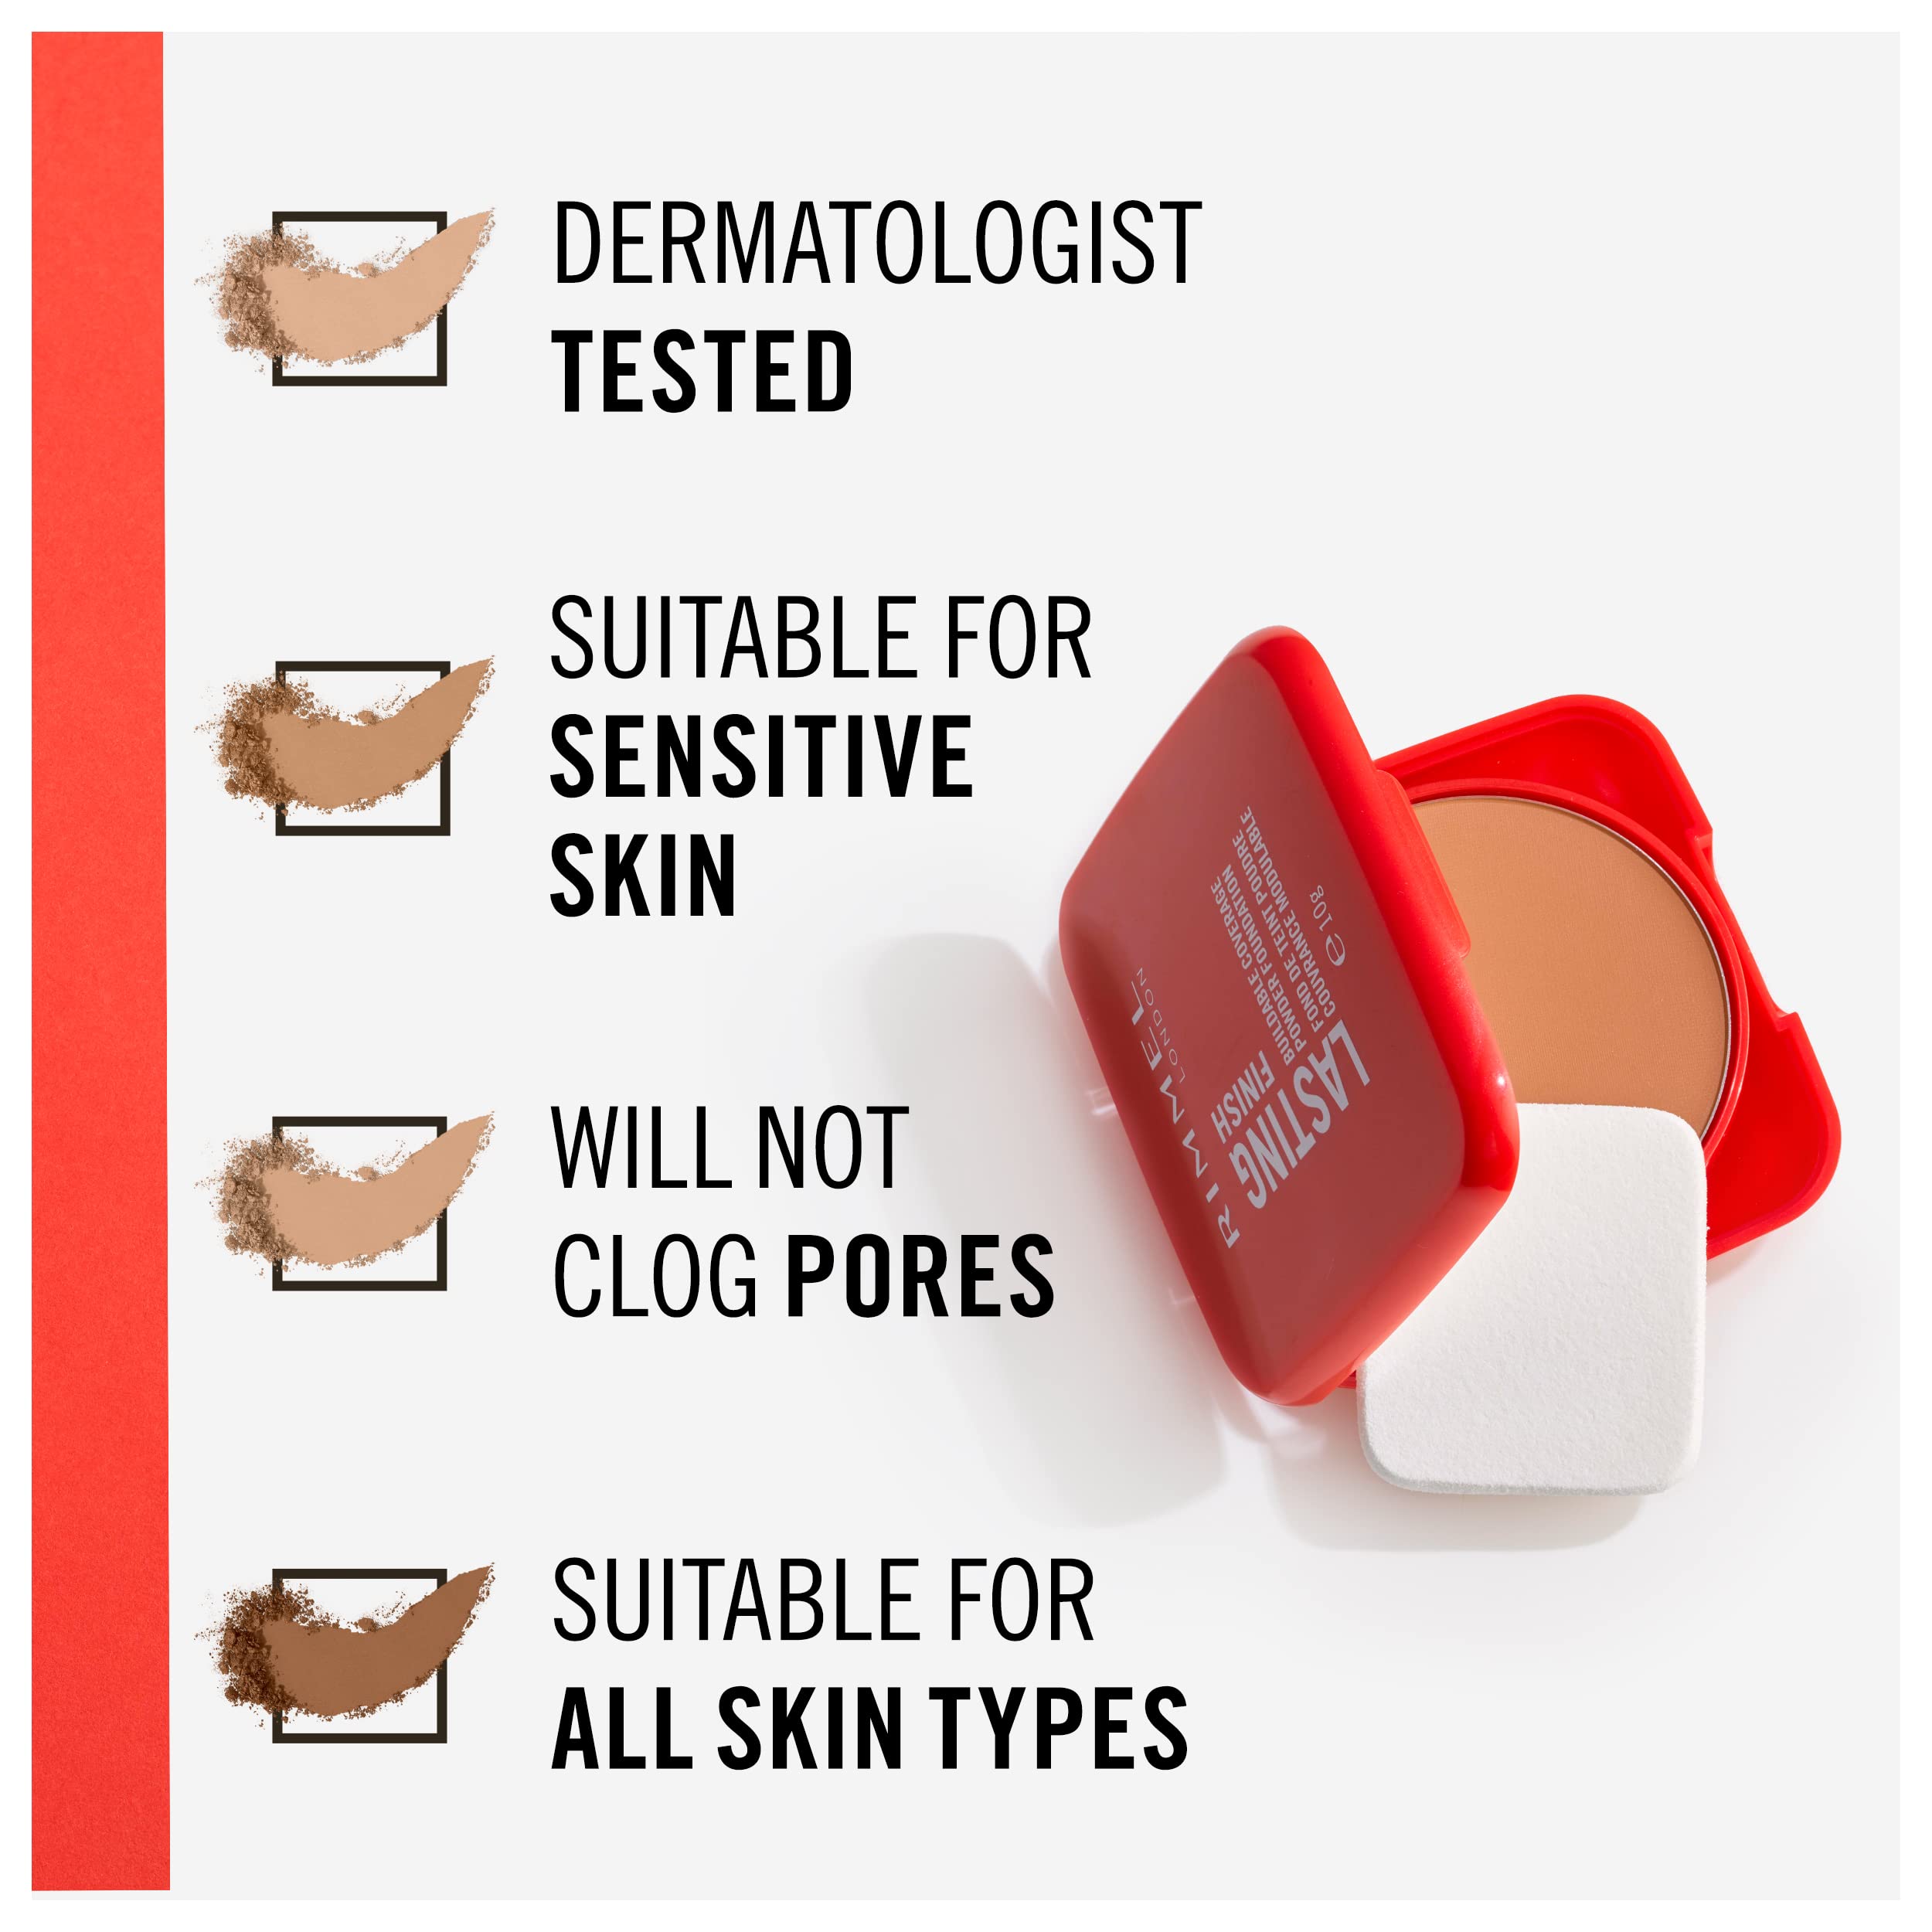 DERMATOLOGIST
TESTED
SUITABLE FOR
SENSITIVE
SKIN
WILL NOT
CLOG PORES
SUITABLE FOR
ALL SKIN TYPES
RIMMEL
LONDON
LASTING
FINISH
BUILDABLE COVERAGE
POWDER FOUNDATION
FOND DE TEINT POUDRE
COUVRANCE MODULABLE
℮ 10g